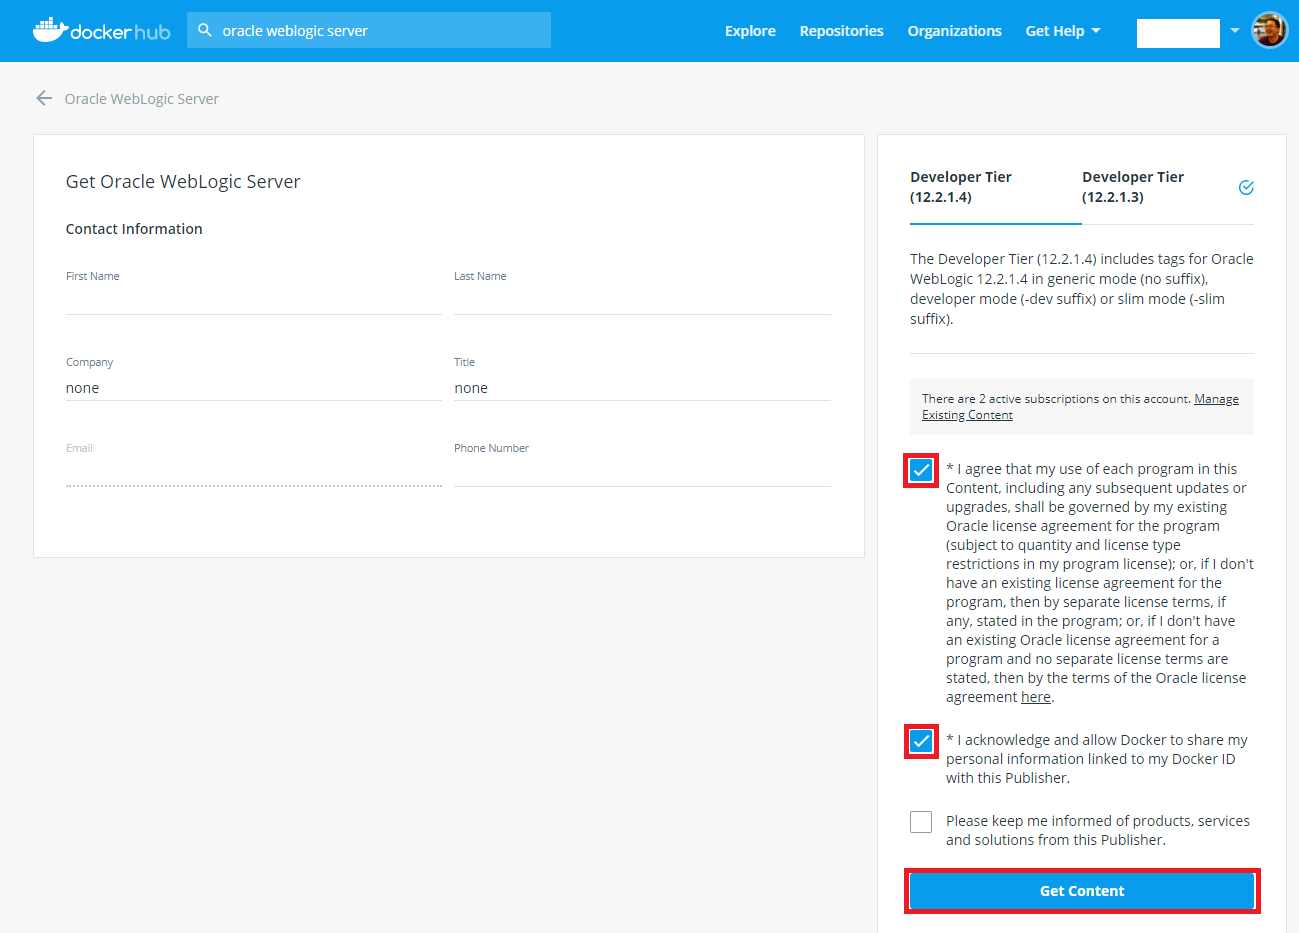 docker hub
oracle weblogic server
Explore
Repositories
Organizations
Get Help
Oracle WebLogic Server
Get Oracle WebLogic Server
Contact Information
First Name
Last Name
Company
Title
none
none
Email
Phone Number
Developer Tier
(12.2.1.4)
Developer Tier
(12.2.1.3)
The Developer Tier (12.2.1.4) includes tags for Oracle
WebLogic 12.2.1.4 in generic mode (no suffix),
developer mode (-dev suffix) or slim mode (-slim
suffix).
There are 2 active subscriptions on this account. Manage
Existing Content
* I agree that my use of each program in this
Content, including any subsequent updates or
upgrades, shall be governed by my existing
Oracle license agreement for the program
(subject to quantity and license type
restrictions in my program license); or, if I don't
have an existing license agreement for the
program, then by separate license terms, if
any, stated in the program; or, if I don't have
an existing Oracle license agreement for a
program and no separate license terms are
stated, then by the terms of the Oracle license
agreement here.
* I acknowledge and allow Docker to share my
personal information linked to my Docker ID
with this Publisher.
Please keep me informed of products, services
and solutions from this Publisher.
Get Content